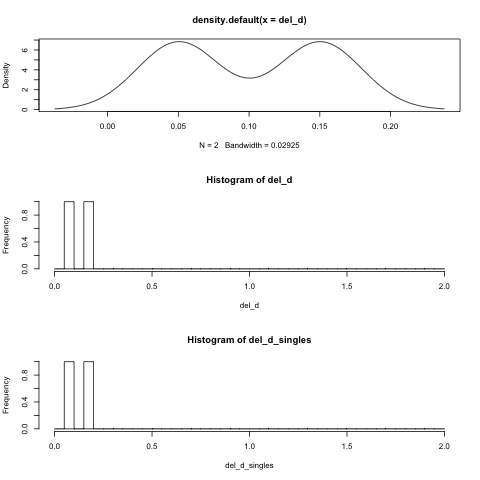 density.default(x = del_d)
Density
0 2 4 6
0.00 0.05 0.10 0.15 0.20
N = 2 Bandwidth = 0.02925
Histogram of del_d
Frequency
0.0 0.4 0.8
0.0 0.5 1.0 1.5 2.0
del_d
Histogram of del_d_singles
Frequency
0.0 0.4 0.8
0.0 0.5 1.0 1.5 2.0
del_d_singles